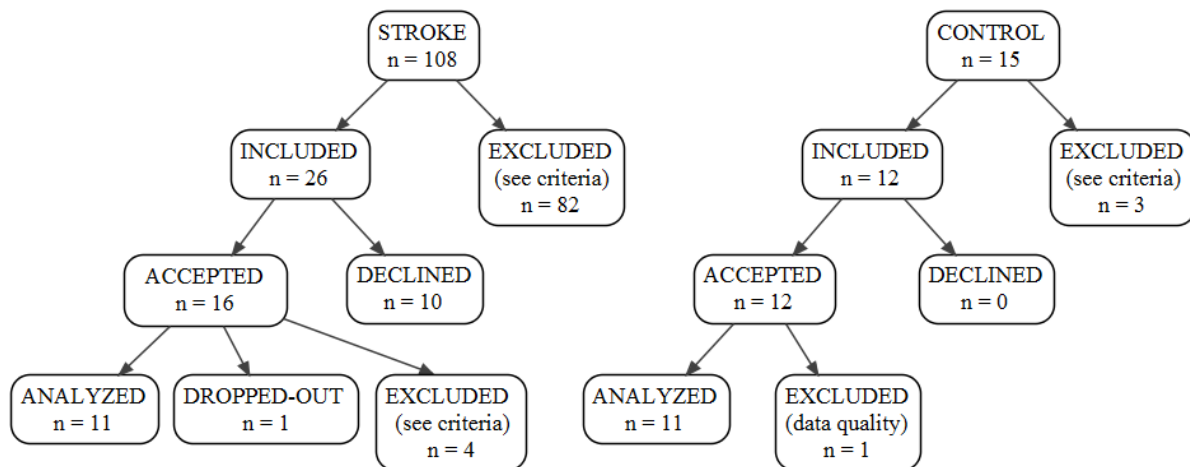 STROKE
n = 108
CONTROL
n = 15
INCLUDED
n = 26
EXCLUDED
(see criteria)
n = 82
INCLUDED
n = 12
EXCLUDED
(see criteria)
n = 3
ACCEPTED
n = 16
DECLINED
n = 10
ACCEPTED
n = 12
DECLINED
n = 0
ANALYZED
n = 11
DROPPED-OUT
n = 1
EXCLUDED
(see criteria)
n = 4
ANALYZED
n = 11
EXCLUDED
(data quality)
n = 1